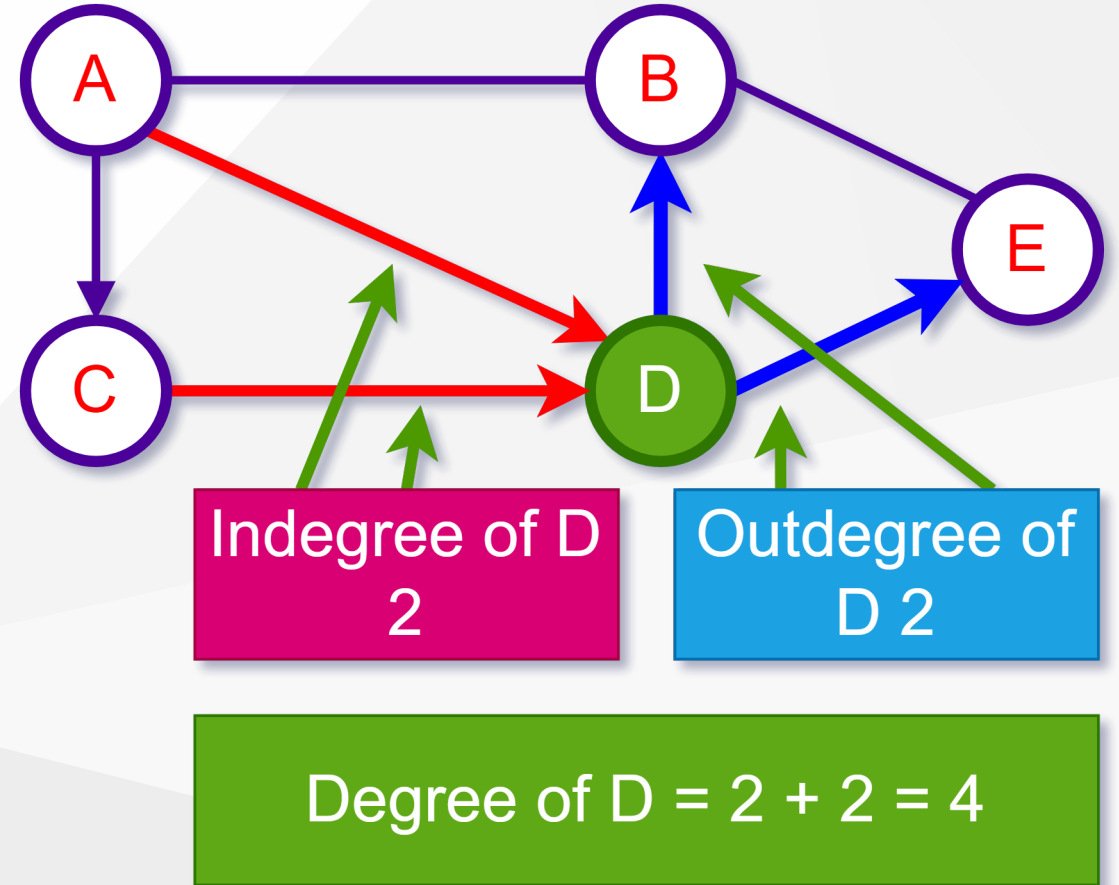 A
B
E
C
D
Indegree of D
2
Outdegree of
D 2
Degree of D = 2 + 2 = 4